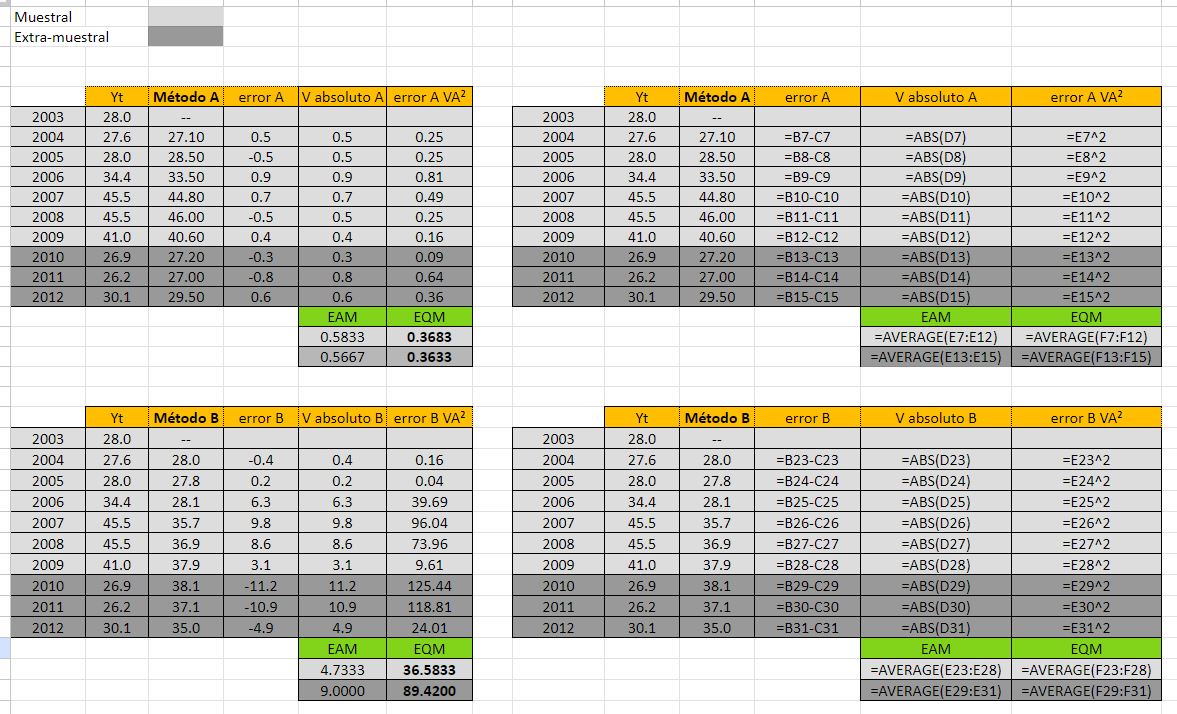 Muestral
Extra-muestral
Yt Método A error A V absoluto A error A VA²
2003 28.0 --
2004 27.6 27.10 0.5 0.5 0.25
2005 28.0 28.50 -0.5 0.5 0.25
2006 34.4 33.50 0.9 0.9 0.81
2007 45.5 44.80 0.7 0.7 0.49
2008 45.5 46.00 -0.5 0.5 0.25
2009 41.0 40.60 0.4 0.4 0.16
2010 26.9 27.20 -0.3 0.3 0.09
2011 26.2 27.00 -0.8 0.8 0.64
2012 30.1 29.50 0.6 0.6 0.36
EAM EQM
0.5833 0.3683
0.5667 0.3633
Yt Método A error A V absoluto A error A VA²
2003 28.0 --
2004 27.6 27.10 =B7-C7 =ABS(D7) =E7^2
2005 28.0 28.50 =B8-C8 =ABS(D8) =E8^2
2006 34.4 33.50 =B9-C9 =ABS(D9) =E9^2
2007 45.5 44.80 =B10-C10 =ABS(D10) =E10^2
2008 45.5 46.00 =B11-C11 =ABS(D11) =E11^2
2009 41.0 40.60 =B12-C12 =ABS(D12) =E12^2
2010 26.9 27.20 =B13-C13 =ABS(D13) =E13^2
2011 26.2 27.00 =B14-C14 =ABS(D14) =E14^2
2012 30.1 29.50 =B15-C15 =ABS(D15) =E15^2
EAM EQM
=AVERAGE(E7:E12) =AVERAGE(F7:F12)
=AVERAGE(E13:E15) =AVERAGE(F13:F15)
Yt Método B error B V absoluto B error B VA²
2003 28.0 --
2004 27.6 28.0 -0.4 0.4 0.16
2005 28.0 27.8 0.2 0.2 0.04
2006 34.4 28.1 6.3 6.3 39.69
2007 45.5 35.7 9.8 9.8 96.04
2008 45.5 36.9 8.6 8.6 73.96
2009 41.0 37.9 3.1 3.1 9.61
2010 26.9 38.1 -11.2 11.2 125.44
2011 26.2 37.1 -10.9 10.9 118.81
2012 30.1 35.0 -4.9 4.9 24.01
EAM EQM
4.7333 36.5833
9.0000 89.4200
Yt Método B error B V absoluto B error B VA²
2003 28.0 --
2004 27.6 28.0 =B23-C23 =ABS(D23) =E23^2
2005 28.0 27.8 =B24-C24 =ABS(D24) =E24^2
2006 34.4 28.1 =B25-C25 =ABS(D25) =E25^2
2007 45.5 35.7 =B26-C26 =ABS(D26) =E26^2
2008 45.5 36.9 =B27-C27 =ABS(D27) =E27^2
2009 41.0 37.9 =B28-C28 =ABS(D28) =E28^2
2010 26.9 38.1 =B29-C29 =ABS(D29) =E29^2
2011 26.2 37.1 =B30-C30 =ABS(D30) =E30^2
2012 30.1 35.0 =B31-C31 =ABS(D31) =E31^2
EAM EQM
=AVERAGE(E23:E28) =AVERAGE(F23:F28)
=AVERAGE(E29:E31) =AVERAGE(F29:F31)